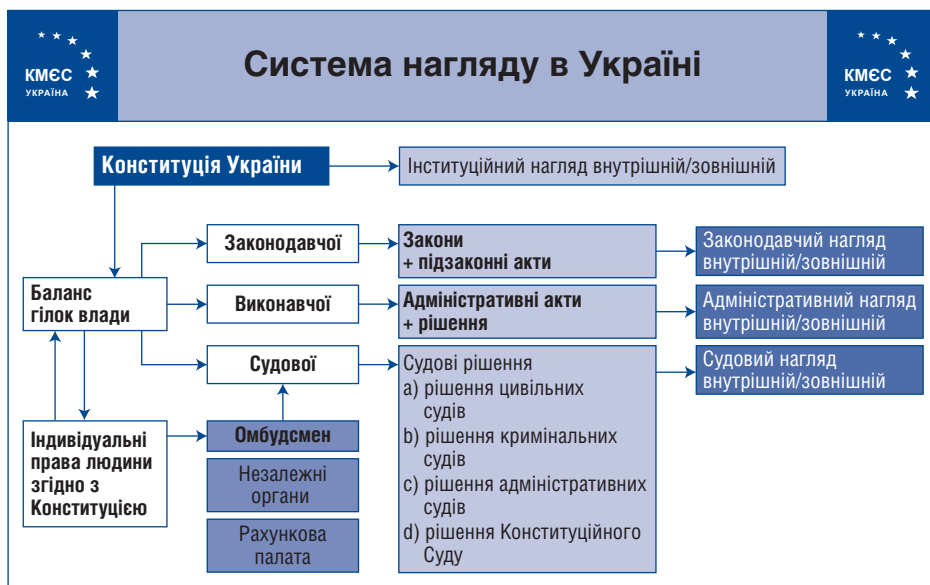 КМЄС
УКРАЇНА
Система нагляду в Україні
КМЄС
УКРАЇНА
Конституція України
Інституційний нагляд внутрішній/зовнішній
Баланс
гілок влади
Законодавчої
Закони
+ підзаконні акти
Законодавчий нагляд
внутрішній/зовнішній
Виконавчої
Адміністративні акти
+ рішення
Адміністративний нагляд
внутрішній/зовнішній
Судової
Судові рішення
a) рішення цивільних
судів
b) рішення кримінальних
судів
c) рішення адміністративних
судів
d) рішення Конституційного
Суду
Судовий нагляд
внутрішній/зовнішній
Індивідуальні
права людини
згідно з
Конституцією
Омбудсмен
Незалежні
органи
Рахункова
палата